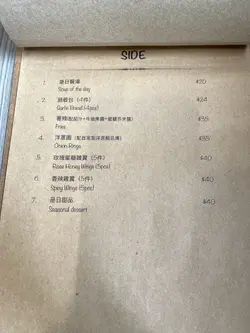 SIDE
1. 是日餐湯 ¥20
Soup of the day
2. 蒜蓉包 (4件) ¥24
Garlic Bread (4pcs)
3. 薯條 ¥35
Fries
4. 洋蔥圈 ¥35
Onion Rings
5. 玫瑰蜜糖雞翼 (5件) ¥40
Rose Honey Wings (5pcs)
6. 香辣雞翼 (5件) ¥40
Spicy Wings (5pcs)
7. 是日甜品 ¥40
Seasonal dessert